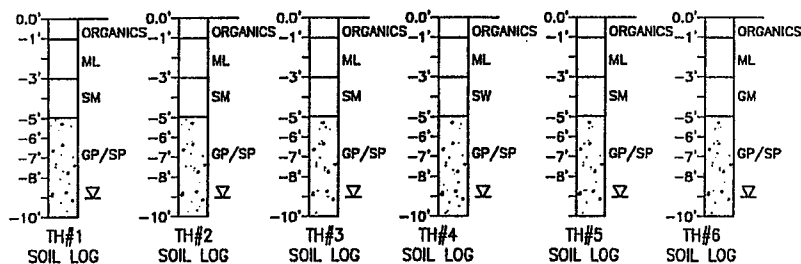 0.0' ORGANICS
-1'
ML
-3'
SM
-5'
-6'
-7' GP/SP
-8'
-10'
TH#1
SOIL LOG
0.0' ORGANICS
-1'
ML
-3'
SM
-5'
-6'
-7' GP/SP
-8'
-10'
TH#2
SOIL LOG
0.0' ORGANICS
-1'
ML
-3'
SM
-5'
-6'
-7' GP/SP
-8'
-10'
TH#3
SOIL LOG
0.0' ORGANICS
-1'
ML
-3'
SW
-5'
-6'
-7' GP/SP
-8'
-10'
TH#4
SOIL LOG
0.0' ORGANICS
-1'
ML
-3'
SM
-5'
-6'
-7' GP/SP
-8'
-10'
TH#5
SOIL LOG
0.0' ORGANICS
-1'
ML
-3'
GM
-5'
-6'
-7' GP/SP
-8'
-10'
TH#6
SOIL LOG